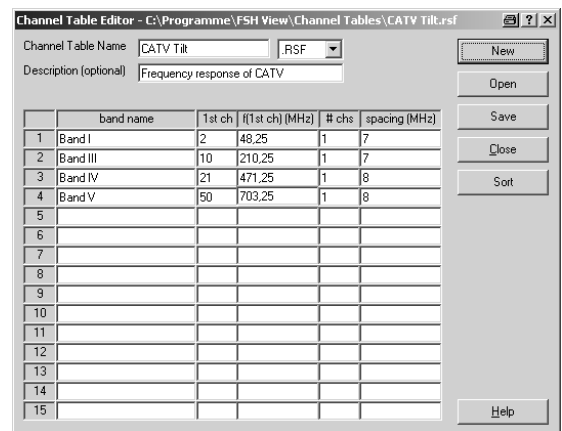 Channel Table Editor - C:\Programme\FSH View\Channel Tables\CATV Tilt.rsf
Channel Table Name CATV Tilt .RSF New
Description (optional) Frequency response of CATV
Open
band name 1st ch f(1st ch) (MHz) # chs spacing (MHz) Save
1 Band I 2 48,25 1 7
2 Band III 10 210,25 1 7 Close
3 Band IV 21 471,25 1 8
4 Band V 50 703,25 1 8 Sort
5
6
7
8
9
10
11
12
13
14
15 Help